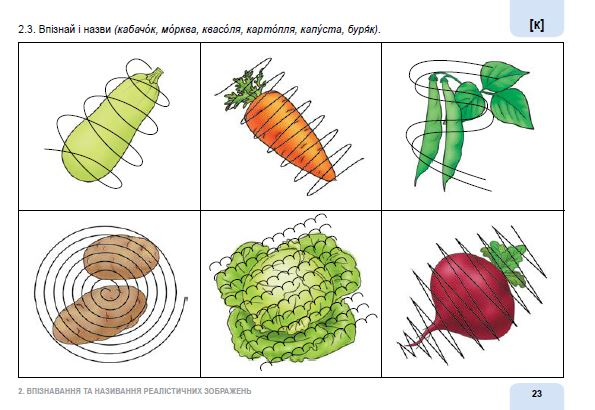 2.3. Впізнай і назви (кабачо́к, мо́рква, квасо́ля, карто́пля, капу́ста, буря́к).
[к]
2. ВПІЗНАВАННЯ ТА НАЗИВАННЯ РЕАЛІСТИЧНИХ ЗОБРАЖЕНЬ
23